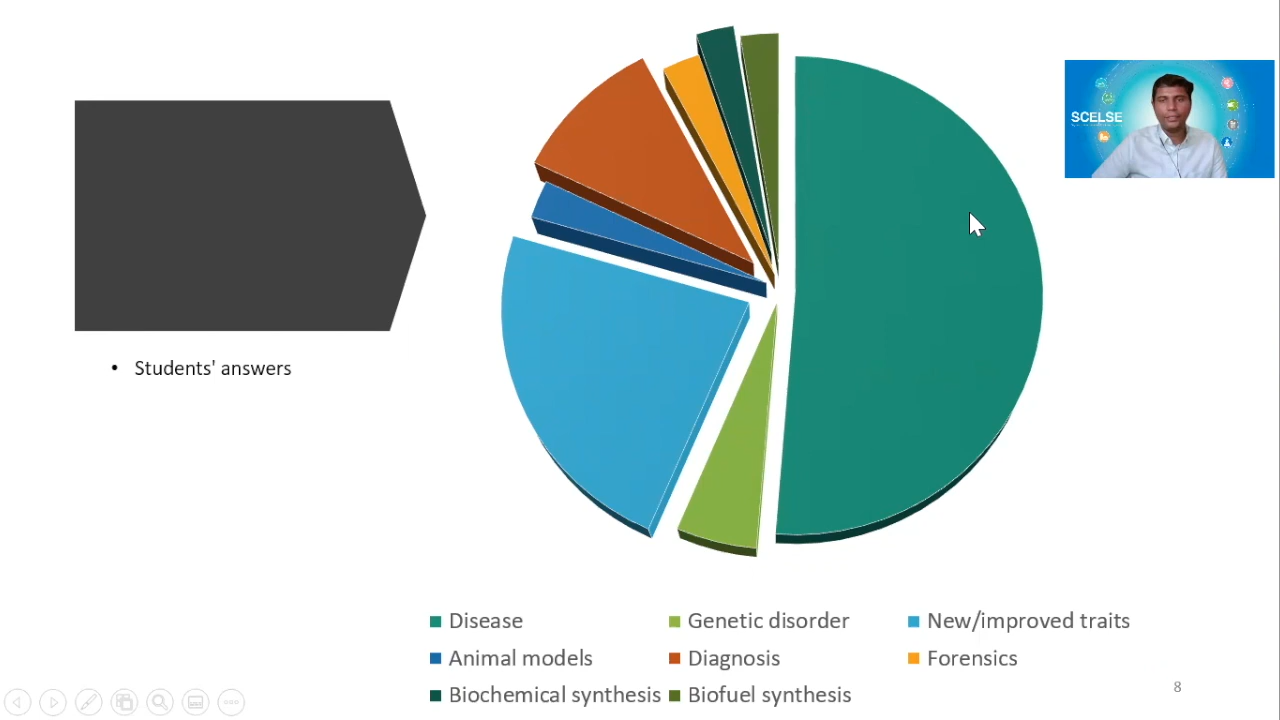 SCELSE
• Students' answers
Disease
Genetic disorder
New/improved traits
Animal models
Diagnosis
Forensics
Biochemical synthesis
Biofuel synthesis
8